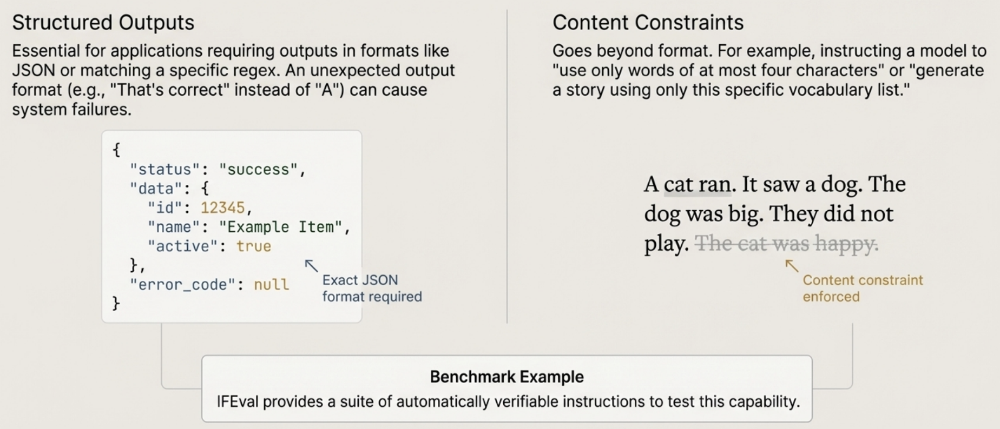 Structured Outputs
Essential for applications requiring outputs in formats like
JSON or matching a specific regex. An unexpected output
format (e.g., "That's correct" instead of "A") can cause
system failures.
{
  "status": "success",
  "data": {
    "id": 12345,
    "name": "Example Item",
    "active": true
  },
  "error_code": null
}
Exact JSON
format required
Content Constraints
Goes beyond format. For example, instructing a model to
"use only words of at most four characters" or "generate
a story using only this specific vocabulary list."
A cat ran. It saw a dog. The
dog was big. They did not
play. The cat was happy.
Content constraint
enforced
Benchmark Example
IFEval provides a suite of automatically verifiable instructions to test this capability.